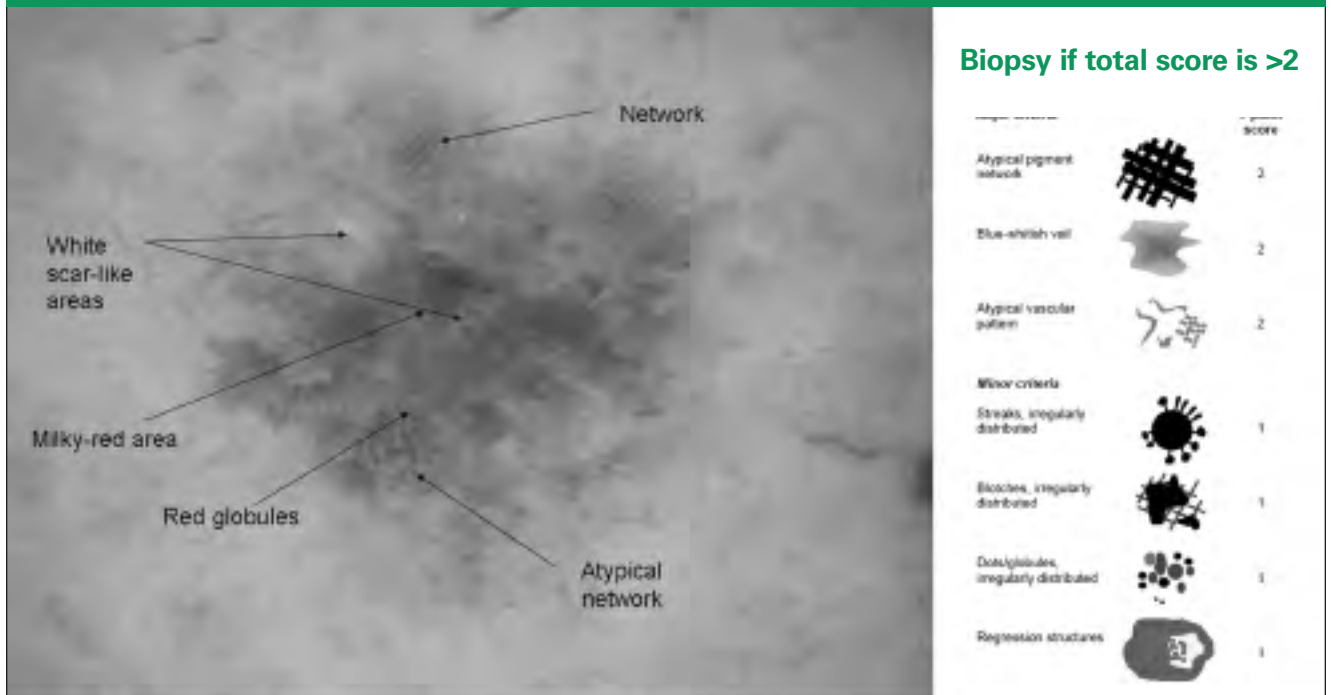 Biopsy if total score is >2
Network
White
scar-like
areas
Milky-red area
Red globules
Atypical
network
score
Atypical pigment
network
2
Blue-whitish veil
2
Atypical vascular
pattern
2
Minor criteria
Streaks, irregularly
distributed
1
Blotches, irregularly
distributed
1
Dots/globules,
irregularly distributed
1
Regression structures
1